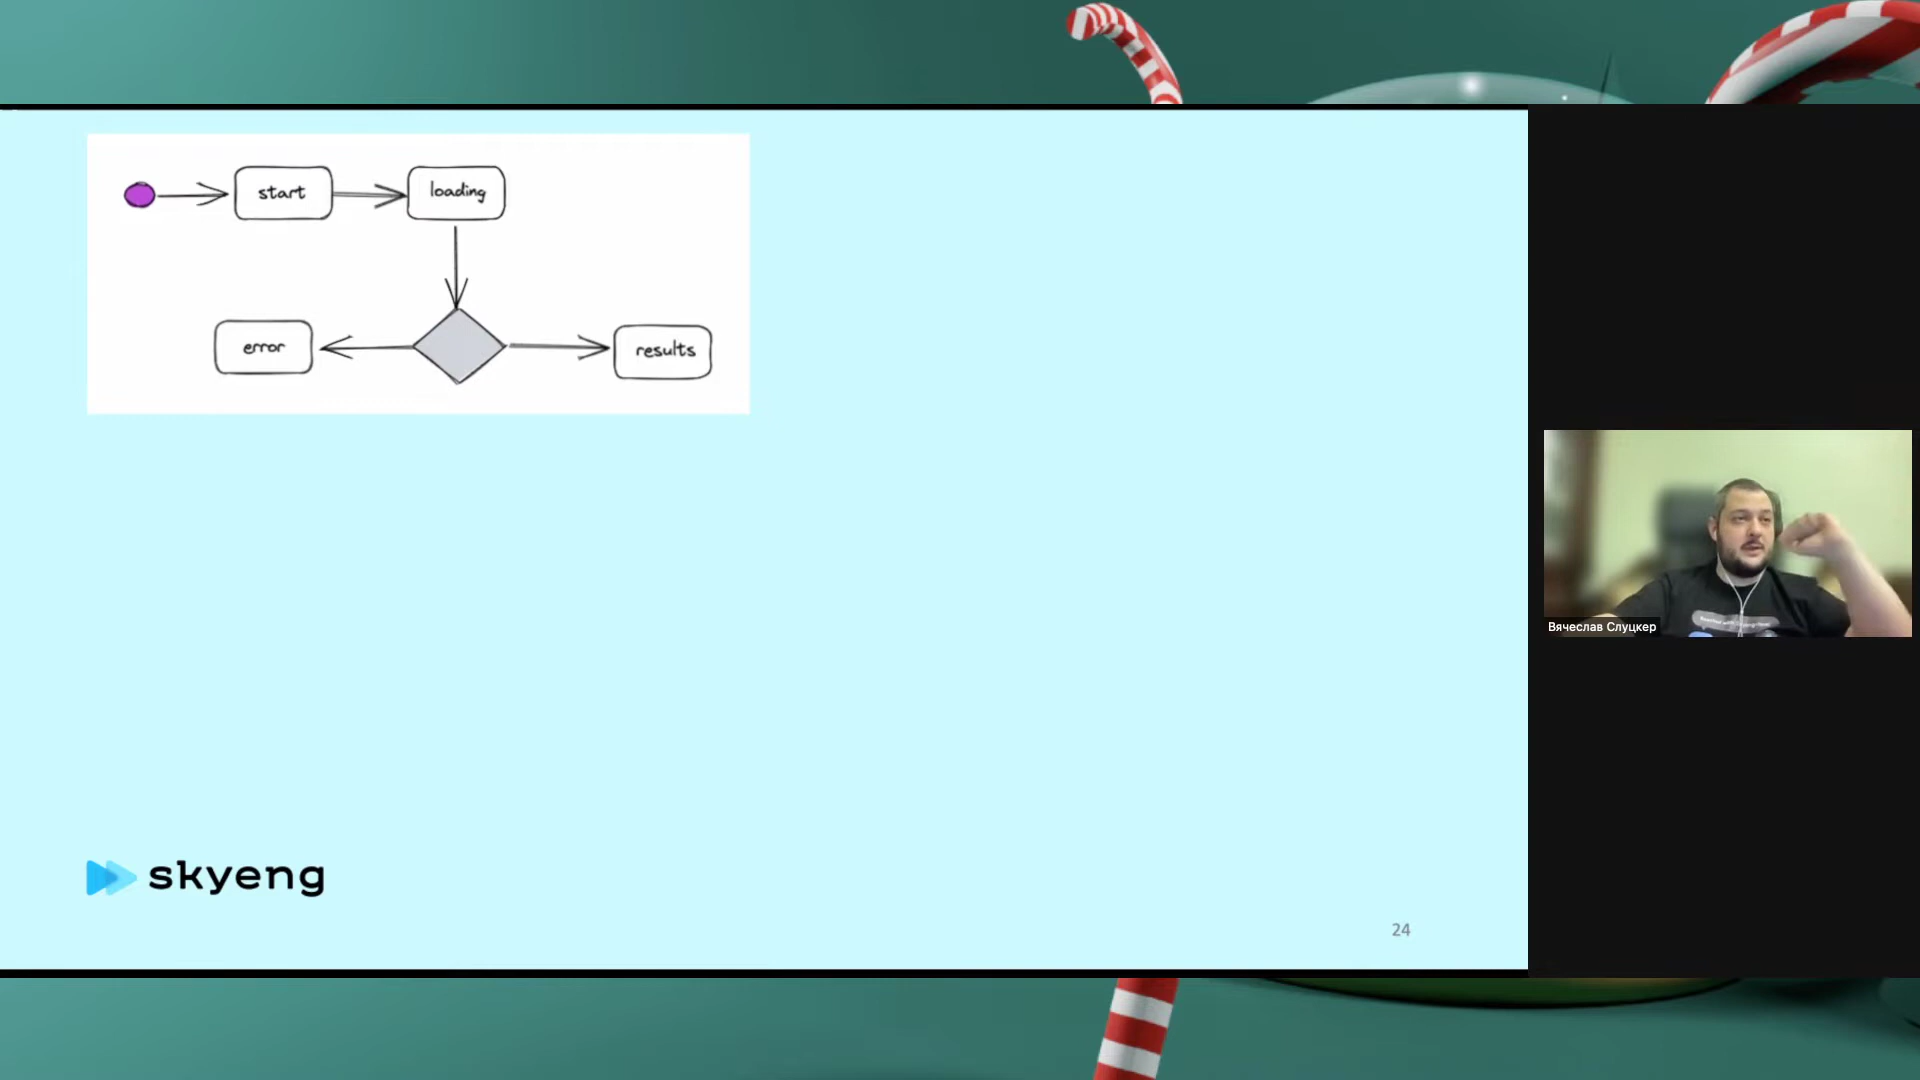 start
loading
error
results
skyeng
24
Вячеслав Слуцкер